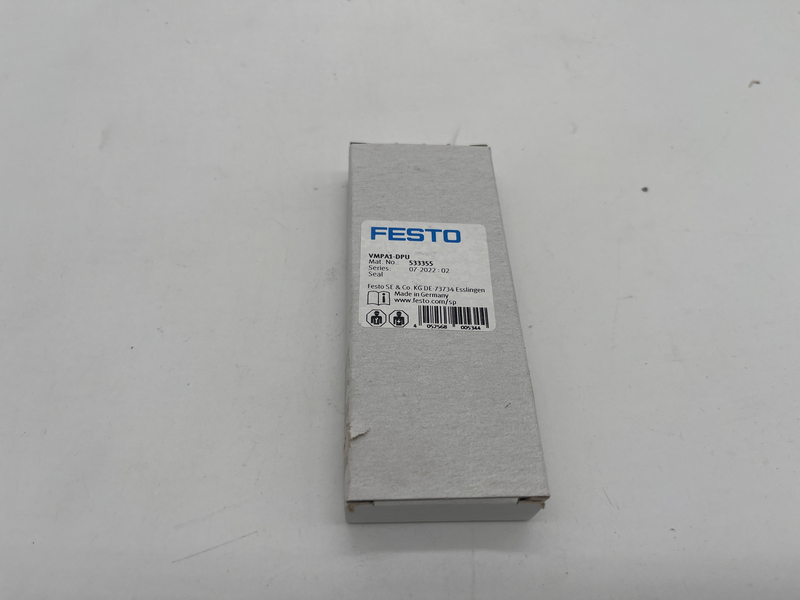 FESTO
VMPA1-DPU
Mat. No.: 533355
Series: 07-2022 : 02
Seal
Festo SE & Co. KG DE-73734 Esslingen
Made in Germany
www.festo.com/sp
4 052568 005344